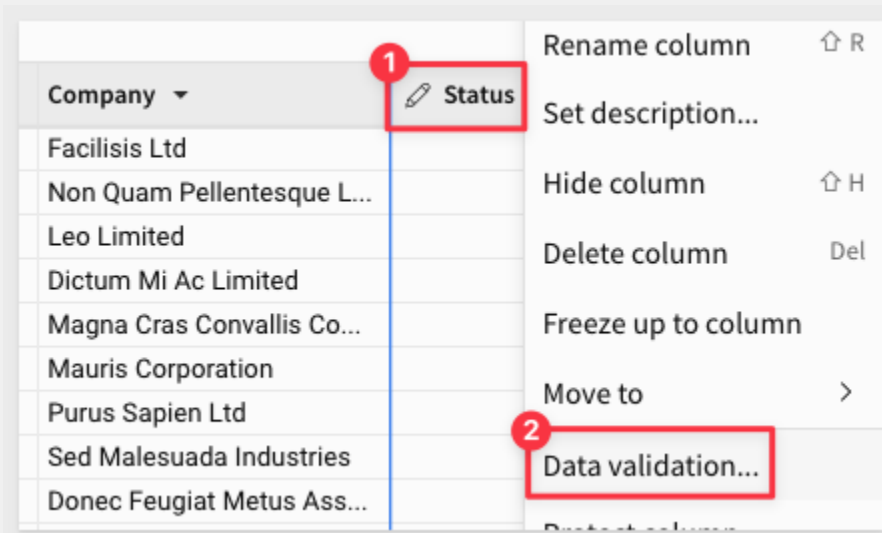 Company
Facilisis Ltd
Non Quam Pellentesque L...
Leo Limited
Dictum Mi Ac Limited
Magna Cras Convallis Co...
Mauris Corporation
Purus Sapien Ltd
Sed Malesuada Industries
Donec Feugiat Metus Ass...
1
Status
Rename column ⇧ R
Set description...
Hide column ⇧ H
Delete column Del
Freeze up to column
Move to >
2
Data validation...